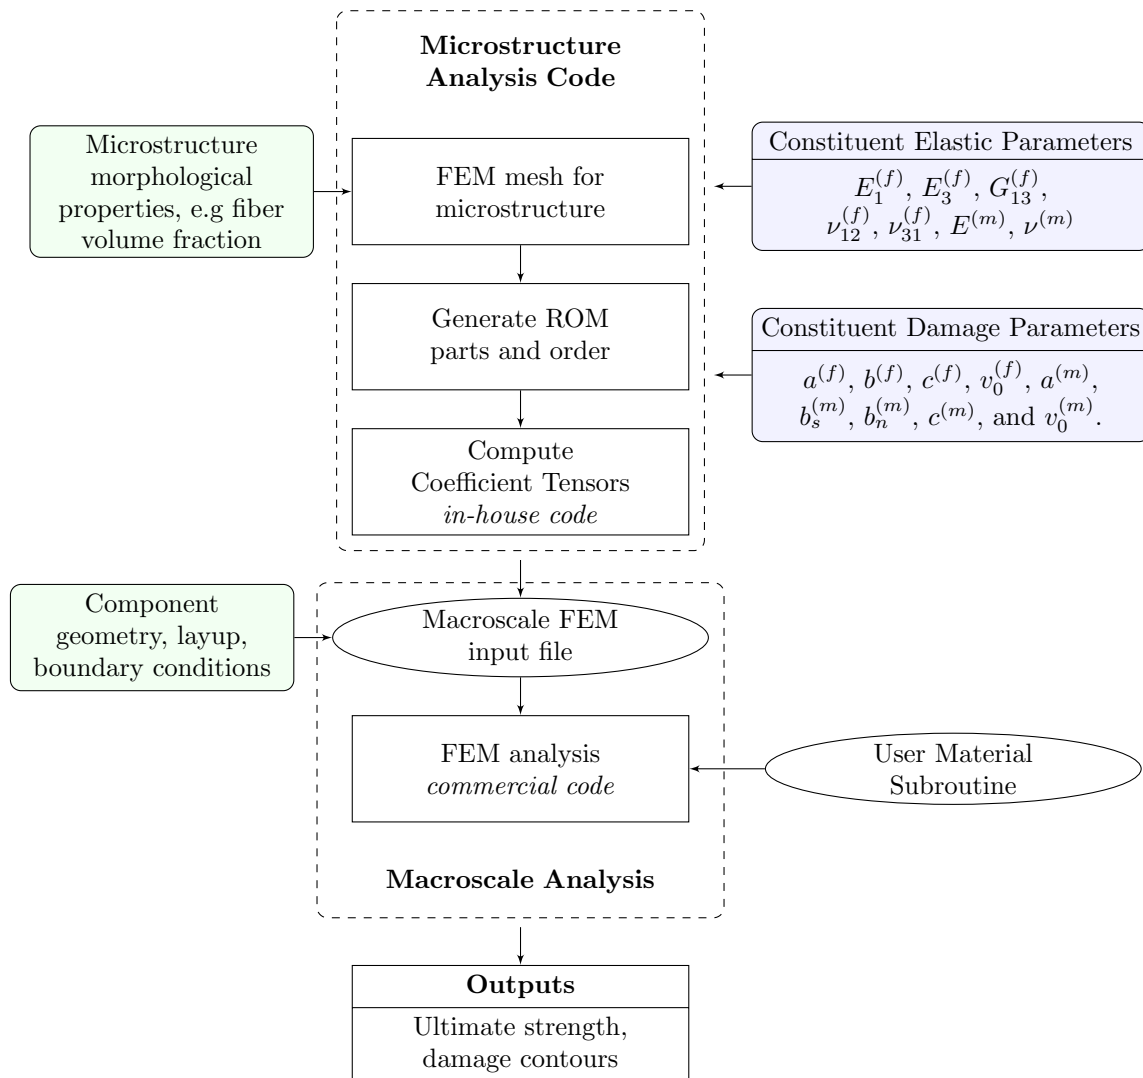 Microstructure
Analysis Code
Microstructure
morphological
properties, e.g fiber
volume fraction
FEM mesh for
microstructure
Constituent Elastic Parameters
$E_1^{(f)}$, $E_3^{(f)}$, $G_{13}^{(f)}$,
$\nu_{12}^{(f)}$, $\nu_{31}^{(f)}$, $E^{(m)}$, $\nu^{(m)}$
Generate ROM
parts and order
Constituent Damage Parameters
$a^{(f)}$, $b^{(f)}$, $c^{(f)}$, $v_0^{(f)}$, $a^{(m)}$,
$b_s^{(m)}$, $b_n^{(m)}$, $c^{(m)}$, and $v_0^{(m)}$.
Compute
Coefficient Tensors
in-house code
Component
geometry, layup,
boundary conditions
Macroscale FEM
input file
FEM analysis
commercial code
User Material
Subroutine
Macroscale Analysis
Outputs
Ultimate strength,
damage contours